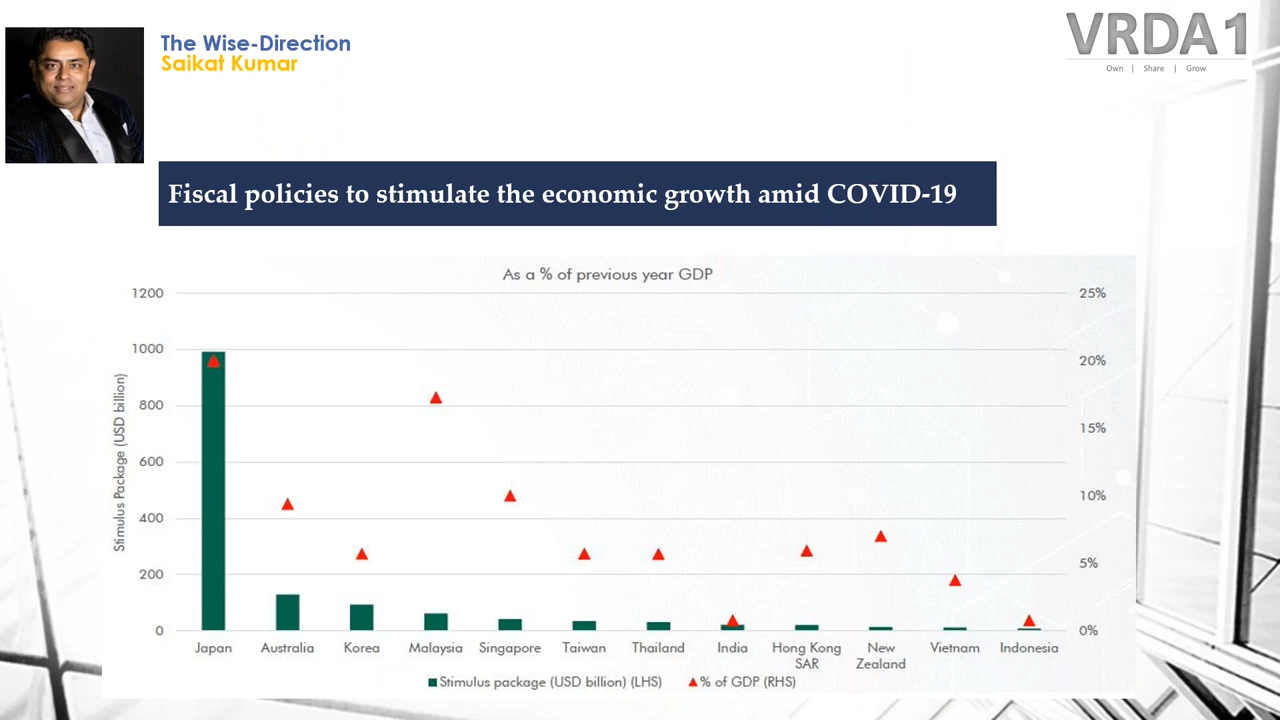 The Wise-Direction
Saikat Kumar
VRDA1
Own | Share | Grow
Fiscal policies to stimulate the economic growth amid COVID-19
As a % of previous year GDP
Stimulus Package (USD billion)
1200
1000
800
600
400
200
0
25%
20%
15%
10%
5%
0%
Japan Australia Korea Malaysia Singapore Taiwan Thailand India Hong Kong SAR New Zealand Vietnam Indonesia
Stimulus package (USD billion) (LHS) % of GDP (RHS)